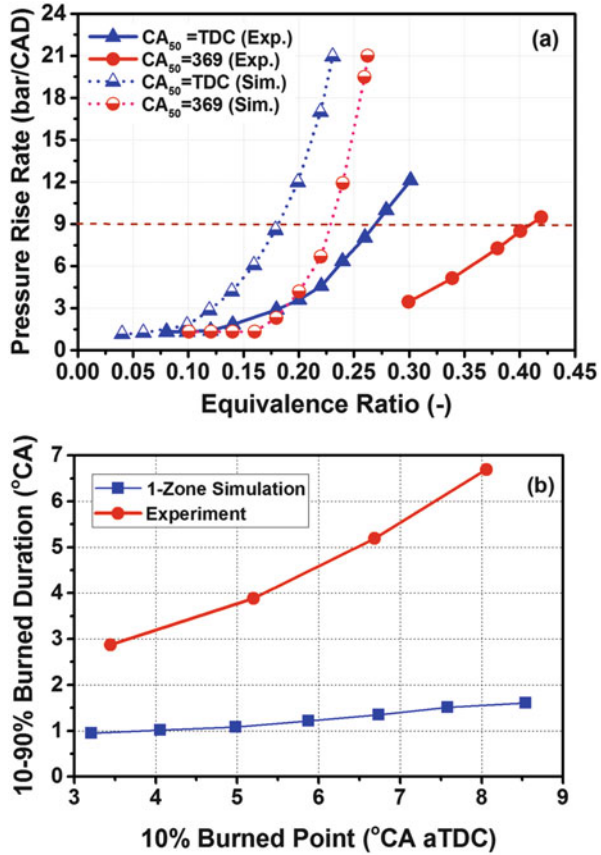 Pressure Rise Rate (bar/CAD)
24
21
18
15
12
9
6
3
0
CA50 =TDC (Exp.)
CA50=369 (Exp.)
CA50=TDC (Sim.)
CA50=369 (Sim.)
(a)
0.00 0.05 0.10 0.15 0.20 0.25 0.30 0.35 0.40 0.45
Equivalence Ratio (-)
10-90% Burned Duration (°CA)
7
6
5
4
3
2
1
0
1-Zone Simulation
Experiment
(b)
3 4 5 6 7 8 9
10% Burned Point (°CA aTDC)